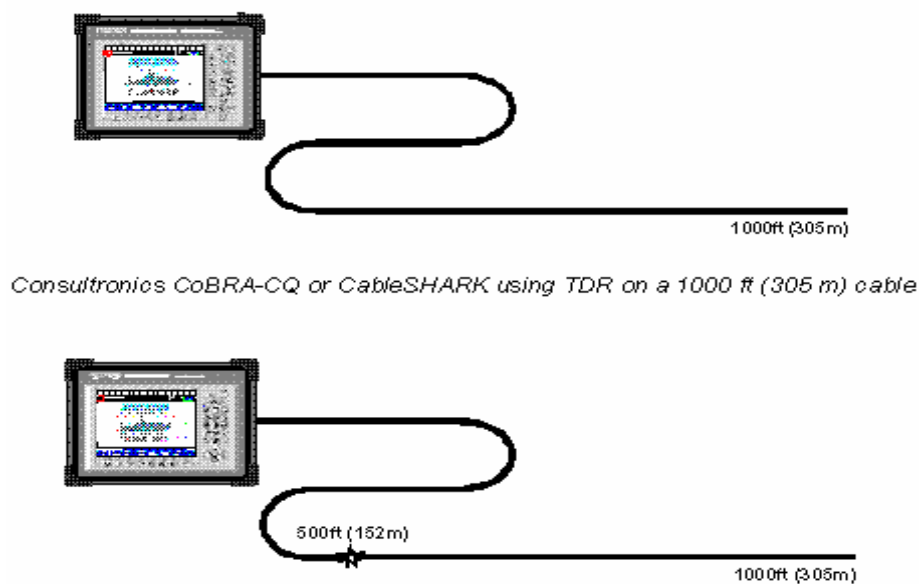 1000ft (305m)
Consultronics CoBRA-CQ or CableSHARK using TDR on a 1000 ft (305 m) cable
500ft (152m)
1000ft (305m)